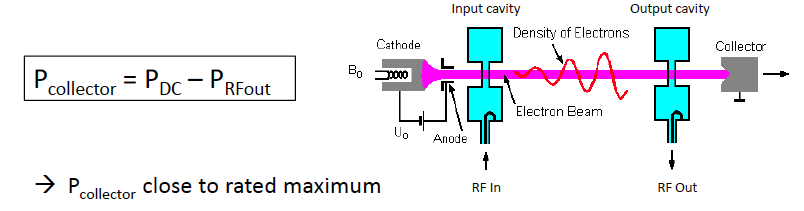 Input cavity
Output cavity
Density of Electrons
Cathode
Collector
B₀
P_collector = P_DC – P_RFout
Electron Beam
U₀
Anode
→ P_collector close to rated maximum
RF In
RF Out